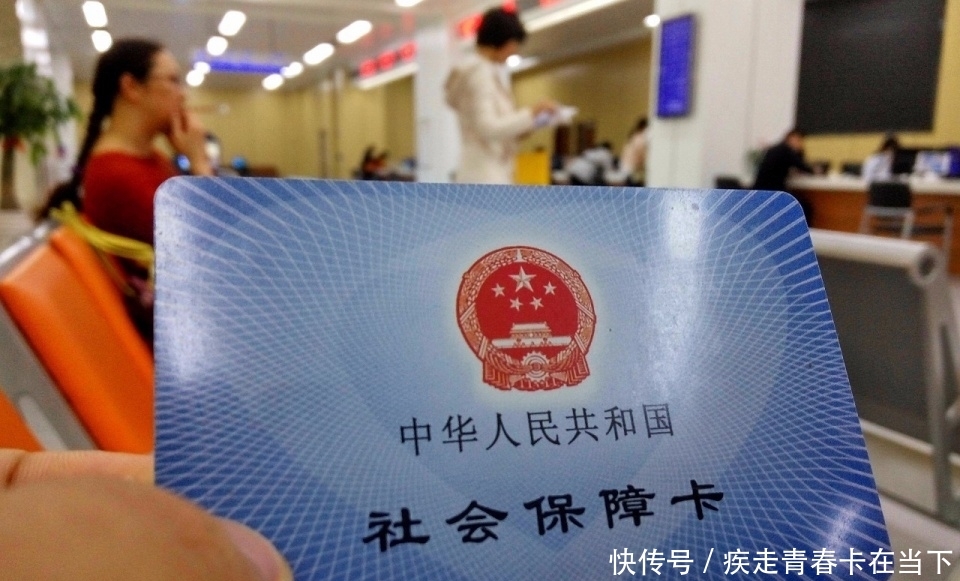 中华人民共和国
社会保障卡
快传号 / 疾走青春卡在当下